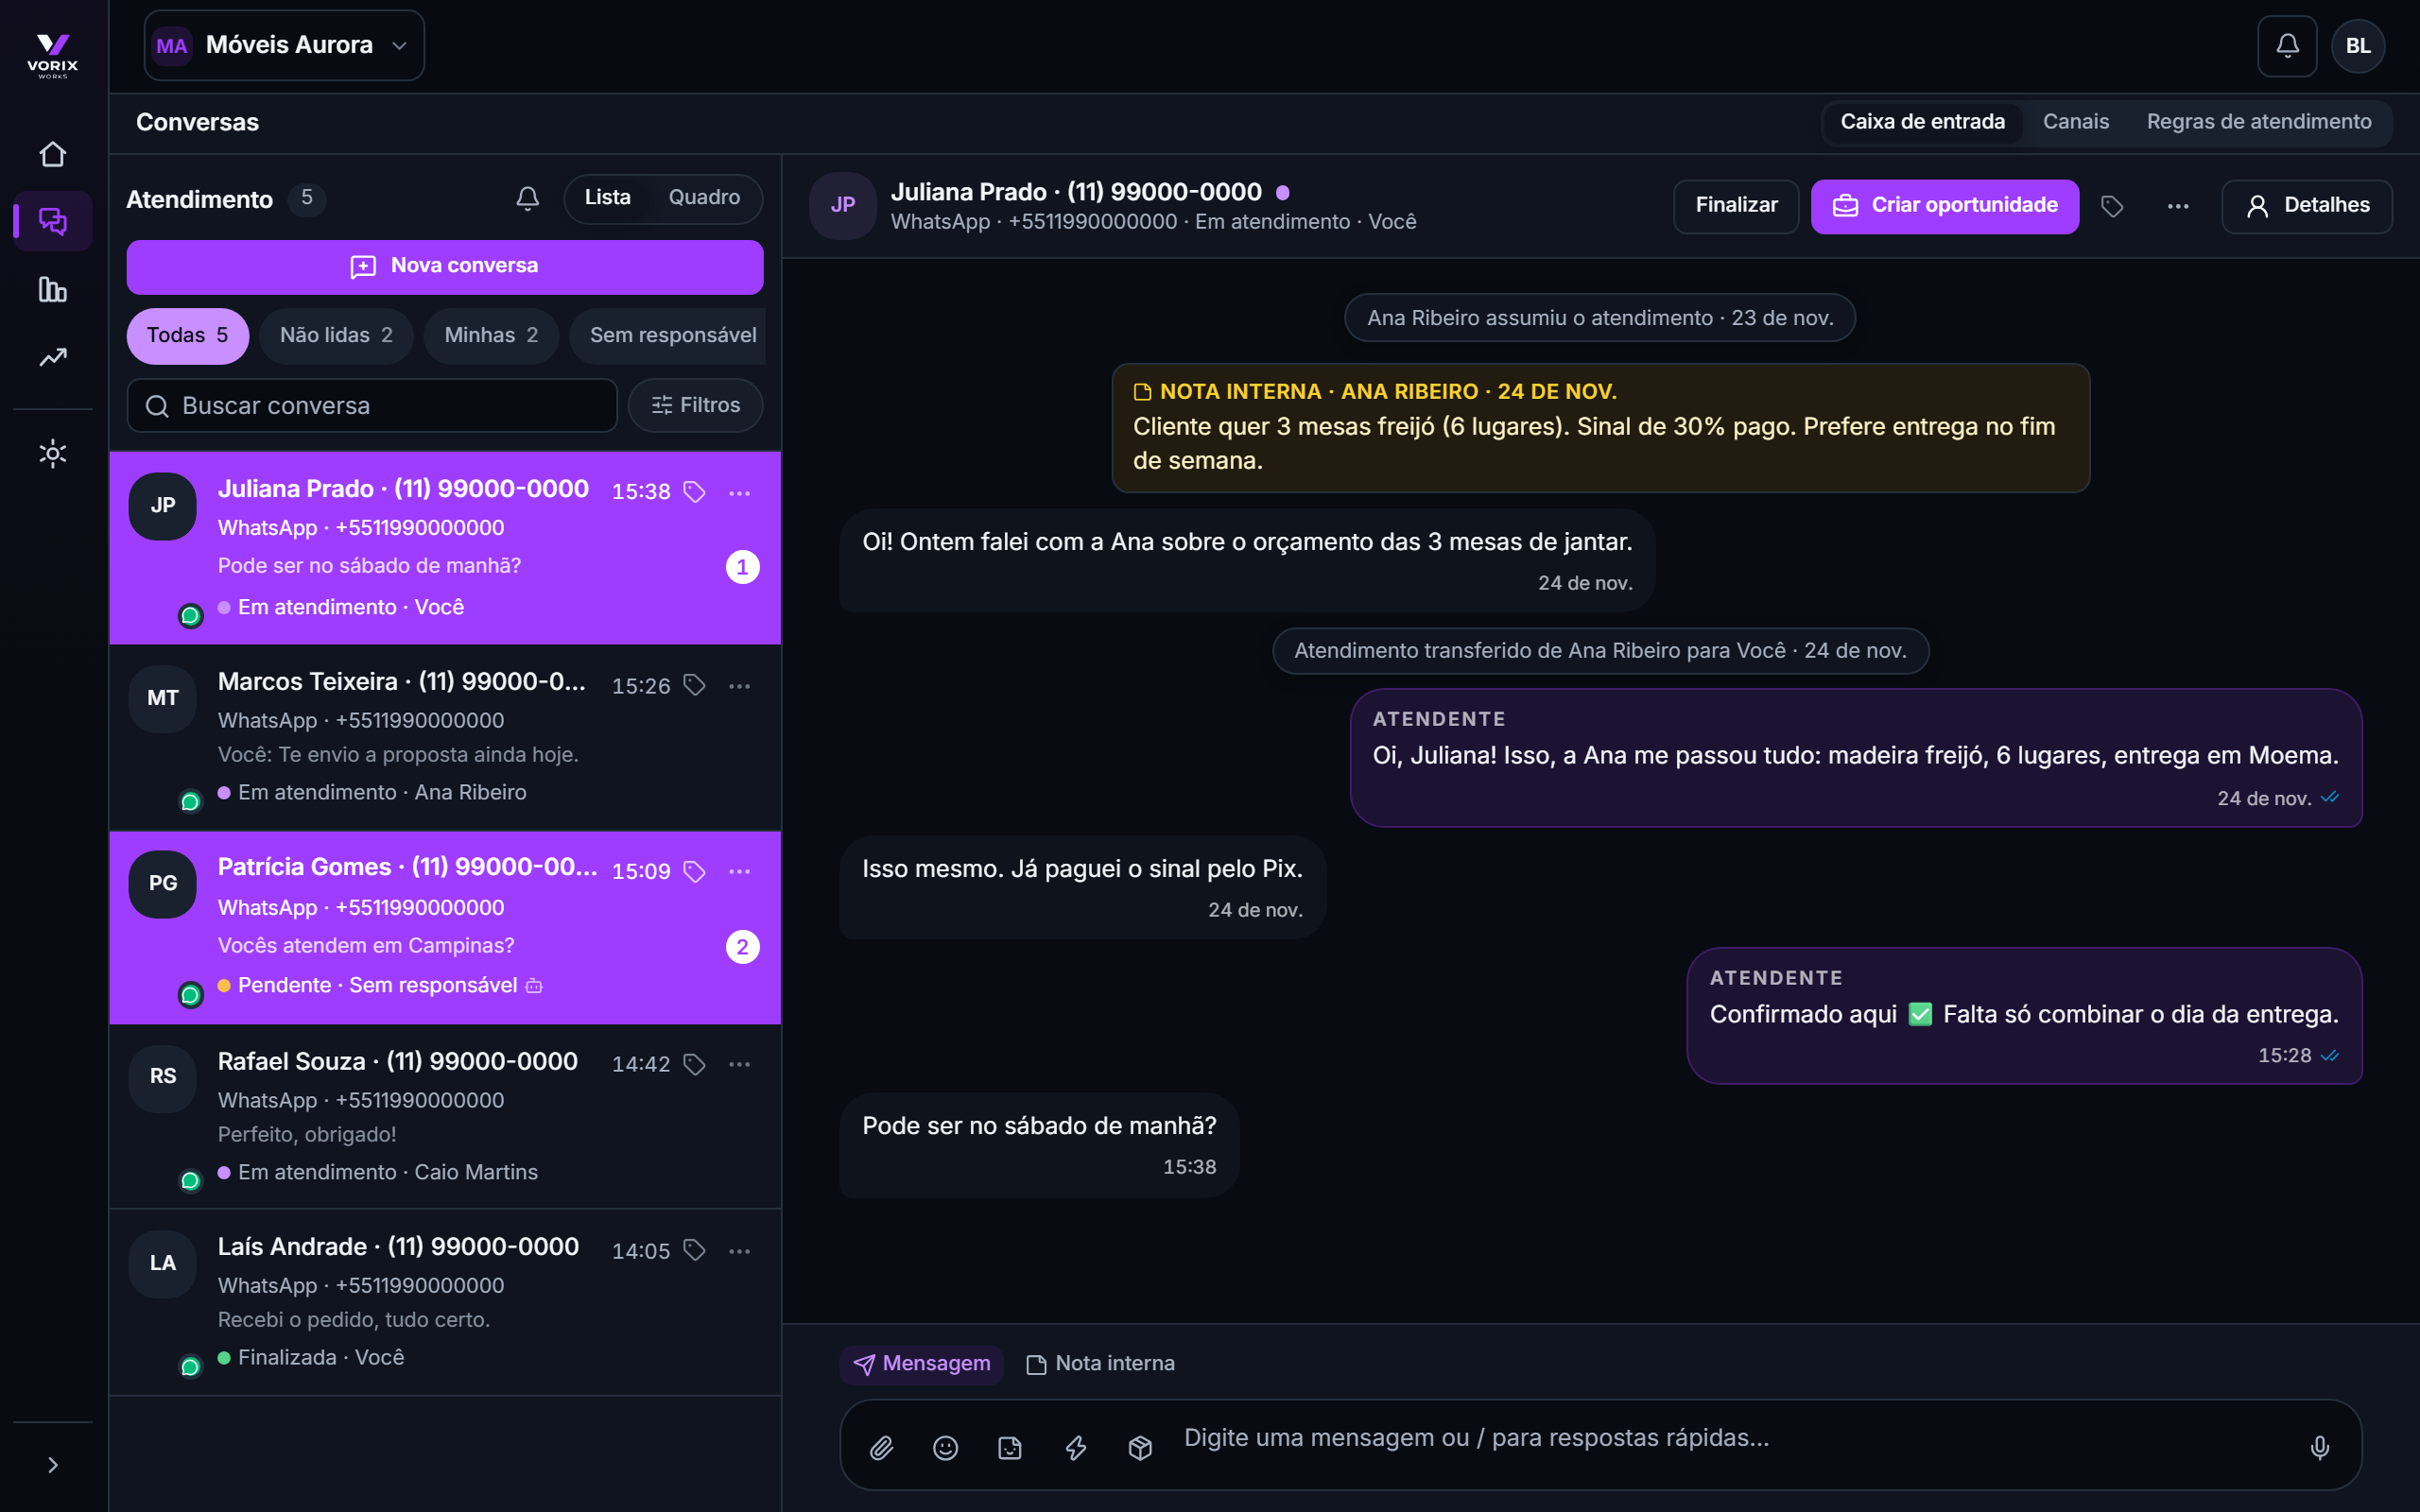 VORIX
WORKS
MA Móveis Aurora
BL
Conversas
Caixa de entrada Canais Regras de atendimento
Atendimento 5
Lista Quadro
Nova conversa
Todas 5 Não lidas 2 Minhas 2 Sem responsável
Buscar conversa
Filtros
JP
Juliana Prado · (11) 99000-0000 15:38
WhatsApp · +5511990000000
Pode ser no sábado de manhã?
1
Em atendimento · Você
MT
Marcos Teixeira · (11) 99000-0... 15:26
WhatsApp · +5511990000000
Você: Te envio a proposta ainda hoje.
Em atendimento · Ana Ribeiro
PG
Patrícia Gomes · (11) 99000-00... 15:09
WhatsApp · +5511990000000
Vocês atendem em Campinas?
2
Pendente · Sem responsável
RS
Rafael Souza · (11) 99000-0000 14:42
WhatsApp · +5511990000000
Perfeito, obrigado!
Em atendimento · Caio Martins
LA
Laís Andrade · (11) 99000-0000 14:05
WhatsApp · +5511990000000
Recebi o pedido, tudo certo.
Finalizada · Você
JP
Juliana Prado · (11) 99000-0000
WhatsApp · +5511990000000 · Em atendimento · Você
Finalizar
Criar oportunidade
Detalhes
Ana Ribeiro assumiu o atendimento · 23 de nov.
NOTA INTERNA · ANA RIBEIRO · 24 DE NOV.
Cliente quer 3 mesas freijó (6 lugares). Sinal de 30% pago. Prefere entrega no fim
de semana.
Oi! Ontem falei com a Ana sobre o orçamento das 3 mesas de jantar.
24 de nov.
Atendimento transferido de Ana Ribeiro para Você · 24 de nov.
ATENDENTE
Oi, Juliana! Isso, a Ana me passou tudo: madeira freijó, 6 lugares, entrega em Moema.
24 de nov.
Isso mesmo. Já paguei o sinal pelo Pix.
24 de nov.
ATENDENTE
Confirmado aqui ✅ Falta só combinar o dia da entrega.
15:28
Pode ser no sábado de manhã?
15:38
Mensagem
Nota interna
Digite uma mensagem ou / para respostas rápidas...